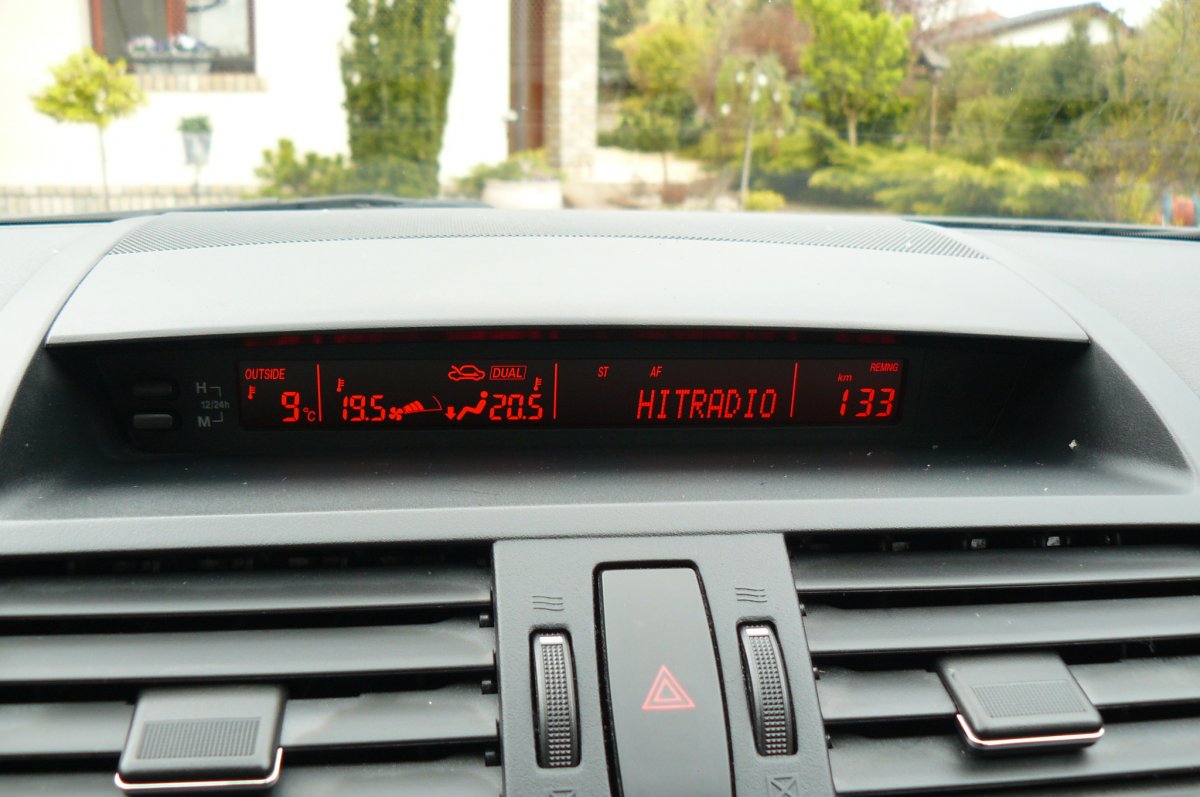 OUTSIDE DUAL ST AF REMNG
km
H
12/24h
M
9°C 19.5 20.5 HITRADIO 133